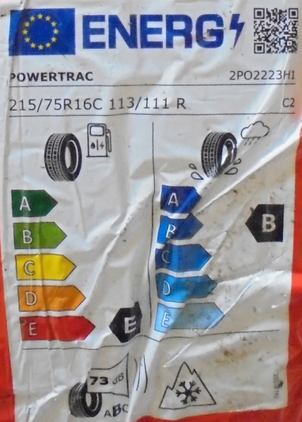 ENERG
POWERTRAC 2PO2223H1
215/75R16C 113/111 R C2
A
B
C
D
E
E
A
B
C
D
E
B
73 dB
ABC